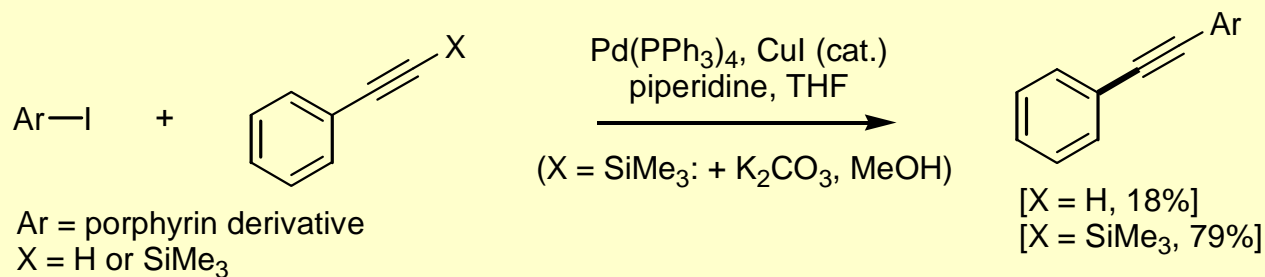 X
Ar
Pd(PPh3)4, CuI (cat.)
piperidine, THF
Ar—I +
(X = SiMe3: + K2CO3, MeOH)
[X = H, 18%]
[X = SiMe3, 79%]
Ar = porphyrin derivative
X = H or SiMe3